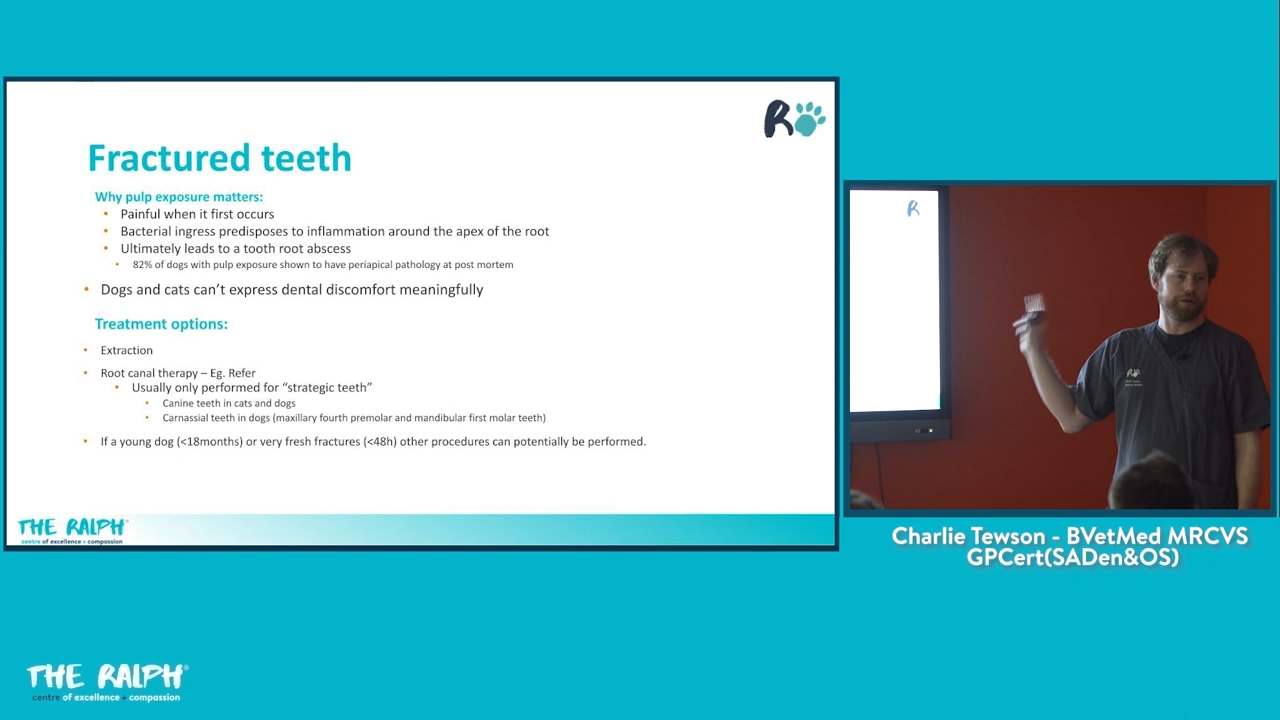 R
Fractured teeth
Why pulp exposure matters:
• Painful when it first occurs
• Bacterial ingress predisposes to inflammation around the apex of the root
• Ultimately leads to a tooth root abscess
• 82% of dogs with pulp exposure shown to have periapical pathology at post mortem
• Dogs and cats can’t express dental discomfort meaningfully
Treatment options:
• Extraction
• Root canal therapy – Eg. Refer
• Usually only performed for “strategic teeth”
• Canine teeth in cats and dogs
• Carnassial teeth in dogs (maxillary fourth premolar and mandibular first molar teeth)
• If a young dog (<18months) or very fresh fractures (<48h) other procedures can potentially be performed.
THE RALPH®
centre of excellence + compassion
R
R
Charlie Tewson - BVetMed MRCVS
GPCert(SADen&OS)
THE RALPH®
centre of excellence + compassion